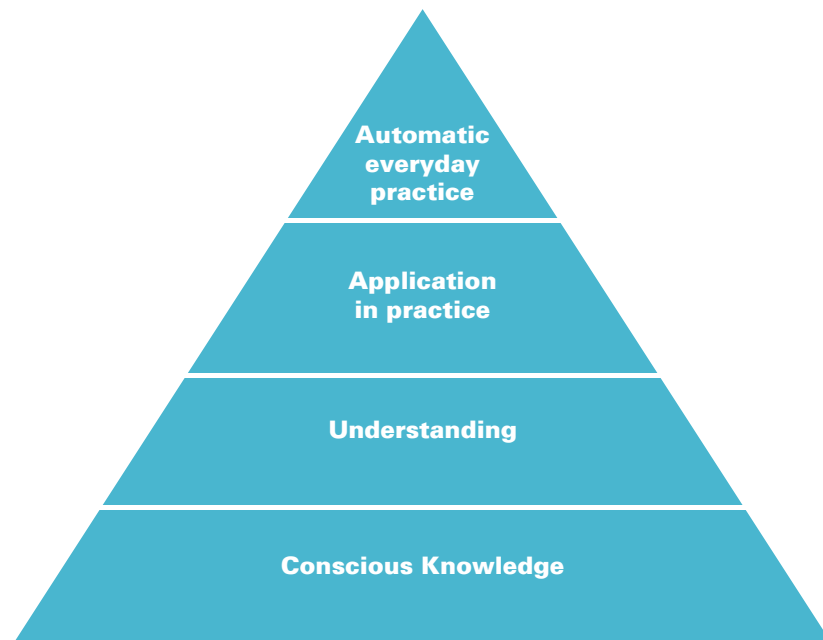 Automatic
everyday
practice
Application
in practice
Understanding
Conscious Knowledge